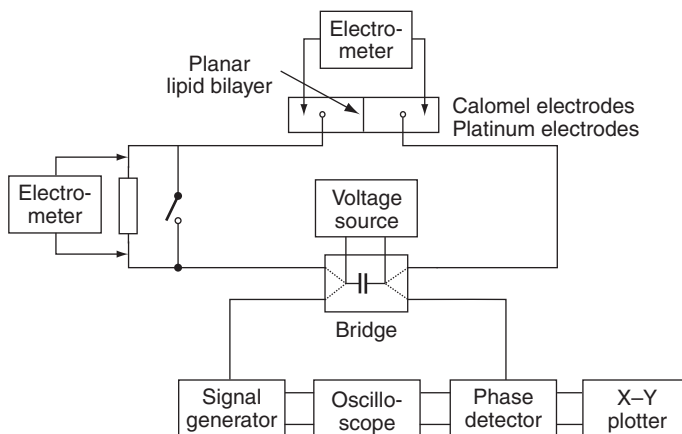 Electro-
meter
Planar
lipid bilayer
Calomel electrodes
Platinum electrodes
Electro-
meter
Voltage
source
Bridge
Signal
generator
Oscillo-
scope
Phase
detector
X–Y
plotter